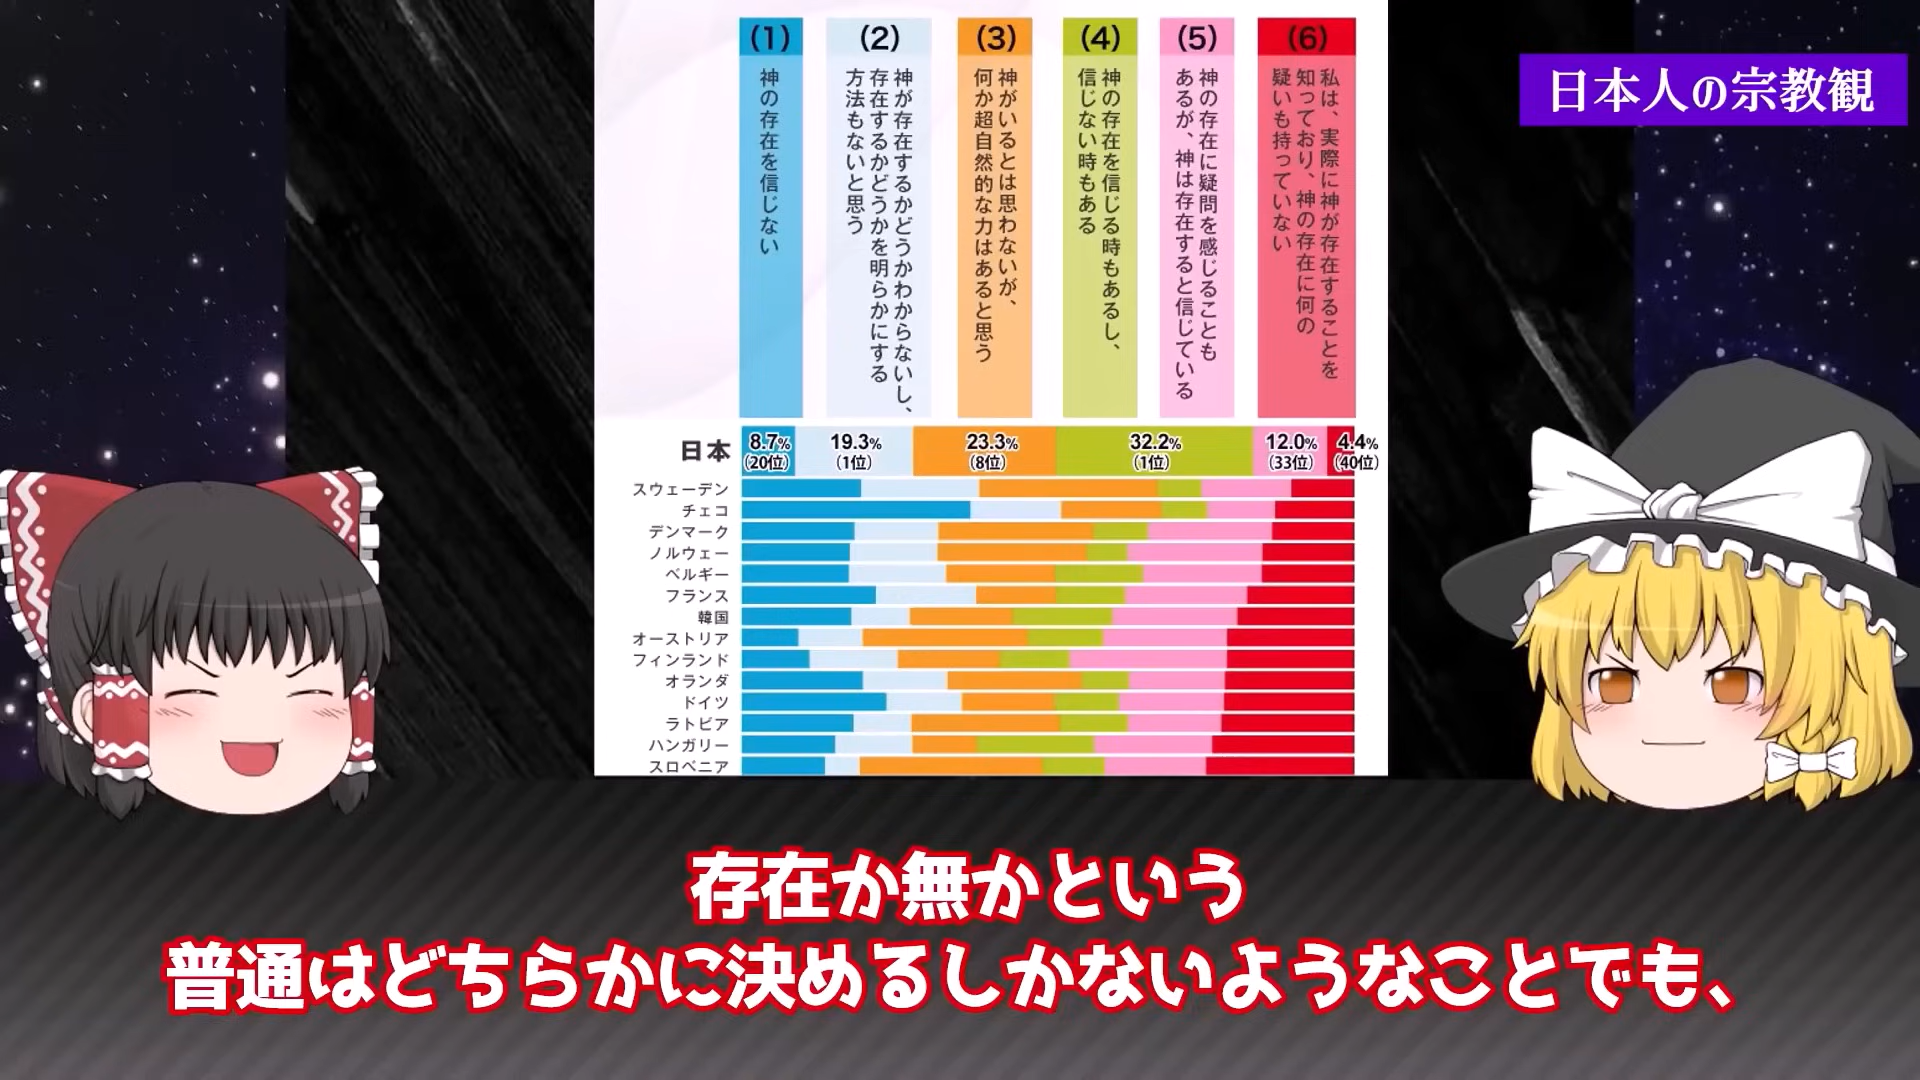 (1)
神の存在を信じない
(2)
神が存在するかどうかわからないし、
存在するかどうかを明らかにする
方法もないと思う
(3)
神がいるとは思わないが、
何か超自然的な力はあると思う
(4)
神の存在を信じる時もあるし、
信じない時もある
(5)
神の存在に疑問を感じることも
あるが、神は存在すると信じている
(6)
私は、実際に神が存在することを
知っており、神の存在に何の
疑いも持っていない
日本人の宗教観
日本
8.7% 19.3% 23.3% 32.2% 12.0% 4.4%
(20位) (1位) (8位) (1位) (33位) (40位)
スウェーデン
チェコ
デンマーク
ノルウェー
ベルギー
フランス
韓国
オーストリア
フィンランド
オランダ
ドイツ
ラトビア
ハンガリー
スロベニア
存在か無かという
普通はどちらかに決めるしかないようなことでも、